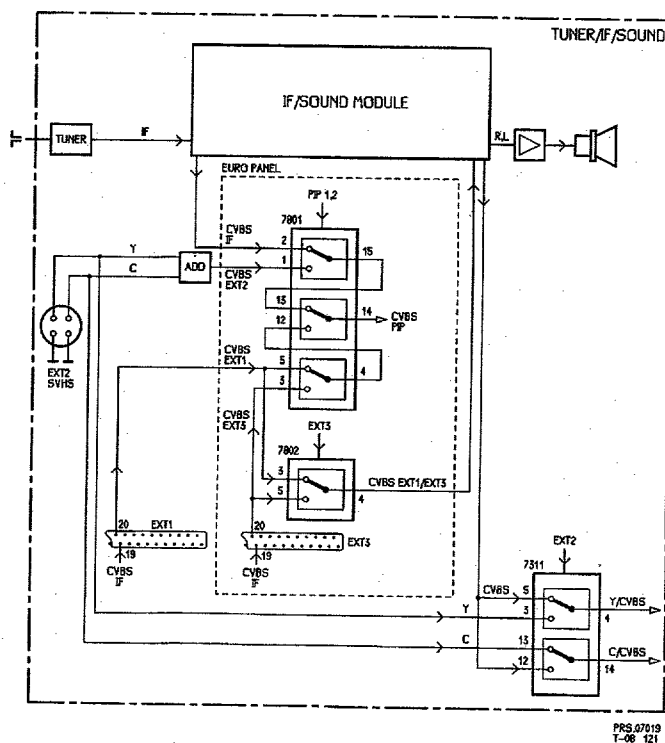 TUNER/IF/SOUND
IF/SOUND MODULE
TUNER
IF
R,L
EURO PANEL
PIP 1,2
7801
CVBS
IF
2
15
Y
C
ADD
1
CVBS
EXT2
13
14
CVBS
PIP
12
EXT2
SVHS
CVBS
EXT1
5
3
4
CVBS
EXT3
EXT3
7802
3
5
4
CVBS EXT1/EXT3
20
EXT1
19
CVBS
IF
20
EXT3
19
CVBS
IF
EXT2
7311
CVBS
5
Y/CVBS
Y
3
4
C
13
C/CVBS
12
14
PRS.07019
T-08 121